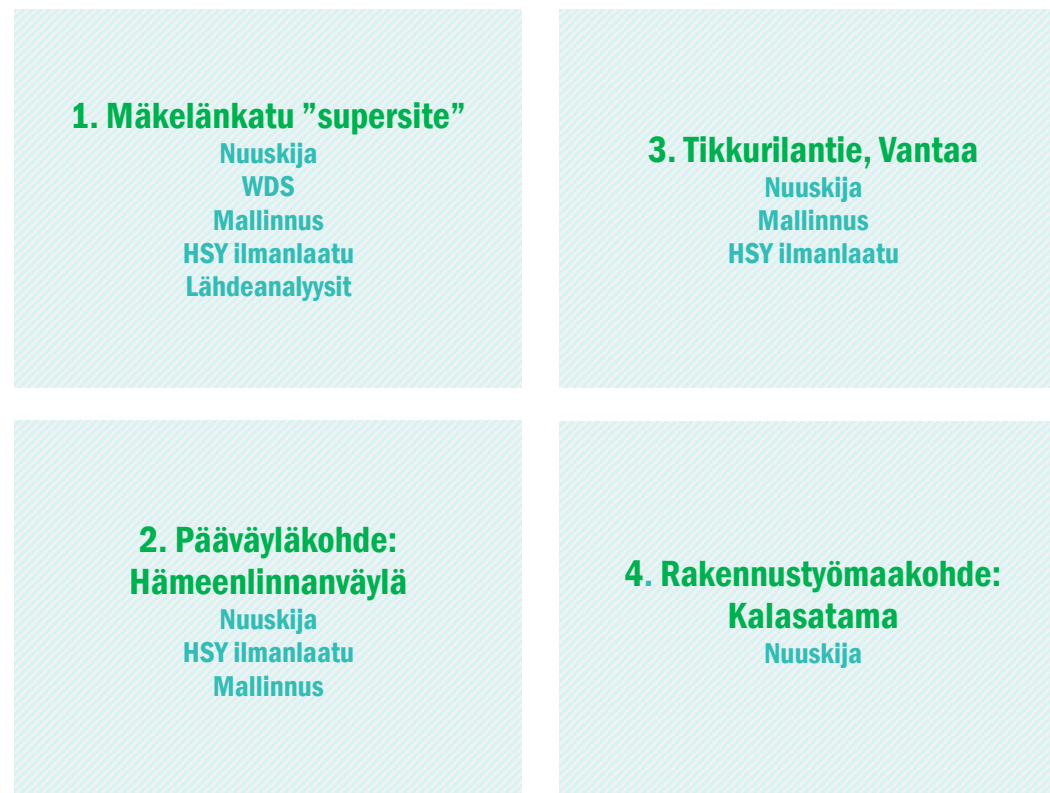 1. Mäkelänkatu ”supersite”
Nuuskija
WDS
Mallinnus
HSY ilmanlaatu
Lähdeanalyysit
2. Pääväyläkohde:
Hämeenlinnanväylä
Nuuskija
HSY ilmanlaatu
Mallinnus
3. Tikkurilantie, Vantaa
Nuuskija
Mallinnus
HSY ilmanlaatu
4. Rakennustyömaakohde:
Kalasatama
Nuuskija